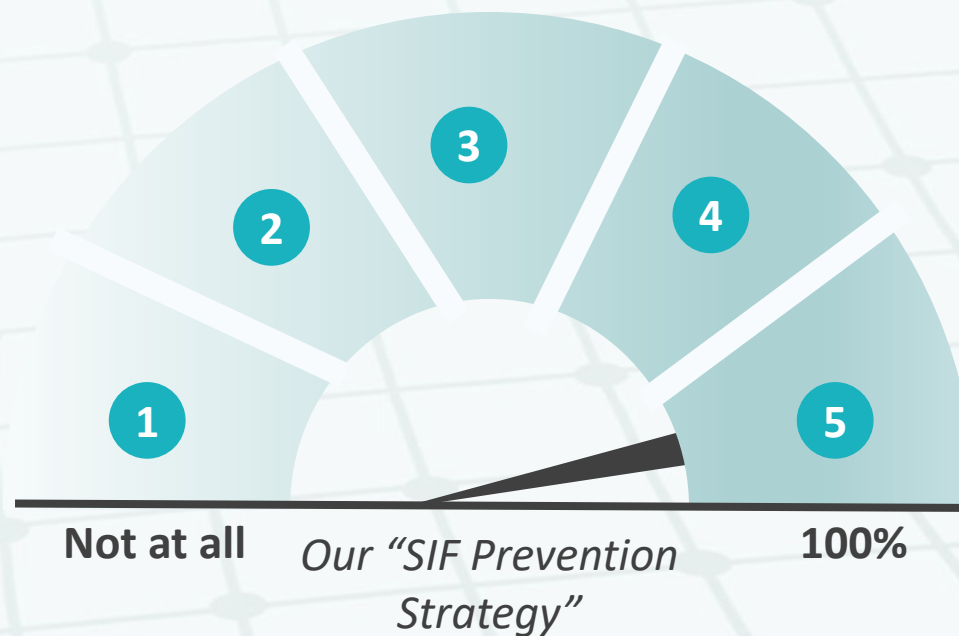 3
4
2
1
5
Not at all
100%
Our “SIF Prevention
Strategy”